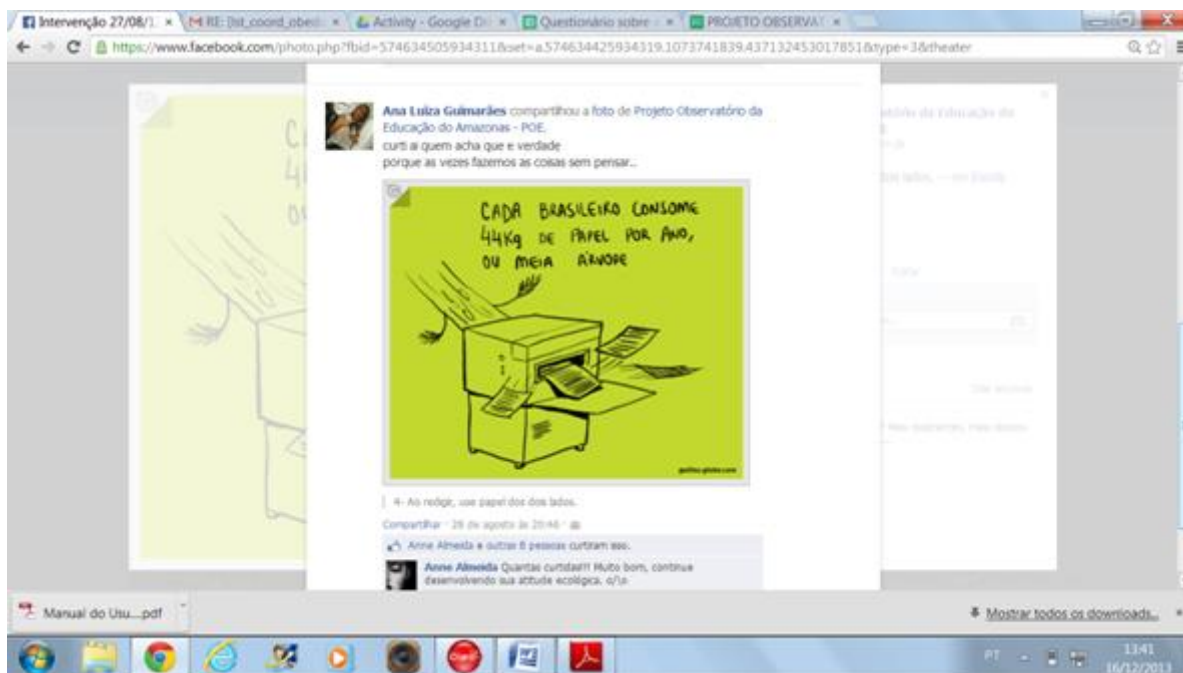 Intervenção 27/08/1
RE: [lst_coord_obed
Activity - Google Dr
Questionário sobre
PROJETO OBSERVAT
https://www.facebook.com/photo.php?fbid=574634505934311&set=a.574634425934319.1073741839.437132453017851&type=3&theater
Ana Luiza Guimarães compartilhou a foto de Projeto Observatório da
Educação do Amazonas - POE.
curti ai quem acha que e verdade
porque as vezes fazemos as coisas sem pensar...
CADA BRASILEIRO CONSOME
44Kg DE PAPEL POR ANO,
OU MEIA ÁRVORE
4- Ao redigir, use papel dos dois lados.
Compartilhar · 28 de agosto às 20:46 ·
Anne Almeida e outras 8 pessoas curtiram isso.
Anne Almeida Quantas curtidas!!! Muito bom, continue
desenvolvendo sua atitude ecológica. o/\o
Manual do Usu....pdf
Mostrar todos os downloads...
PT
13:41
16/12/2013